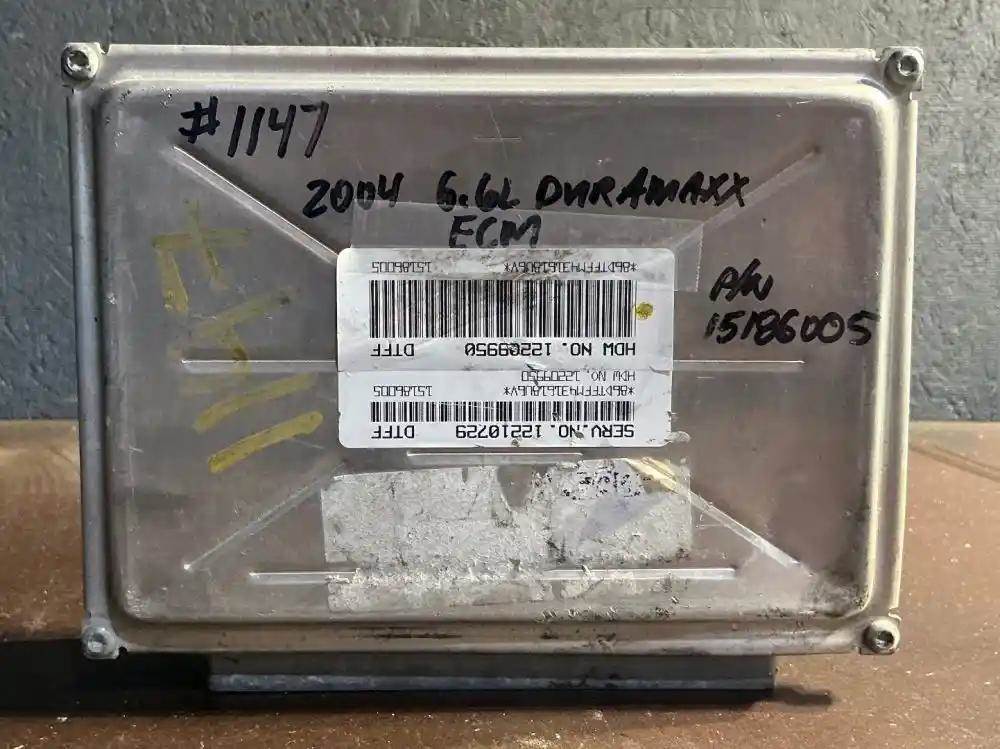 #1147
2004 6.6L DURAMAXX
ECM
P/N
15186005
SERV.NO. 12210729 DTFF
15186005
HDW NO. 12209950
HDW NO. 12209950 DTFF
15186005